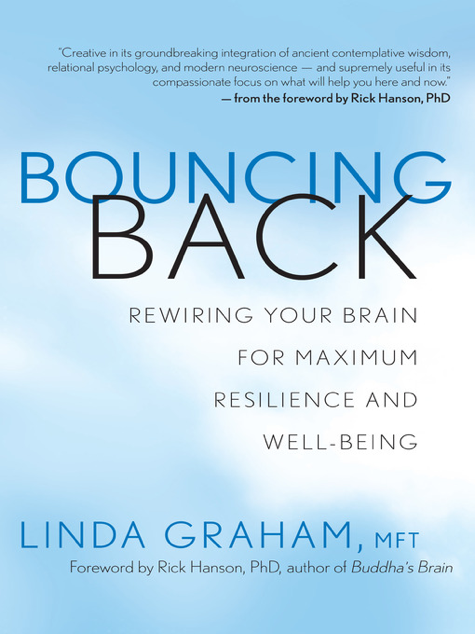 “Creative in its groundbreaking integration of ancient contemplative wisdom,
relational psychology, and modern neuroscience — and supremely useful in its
compassionate focus on what will help you here and now.”
— from the foreword by Rick Hanson, PhD
BOUNCING
BACK
REWIRING YOUR BRAIN
FOR MAXIMUM
RESILIENCE AND
WELL-BEING
LINDA GRAHAM, MFT
Foreword by Rick Hanson, PhD, author of Buddha’s Brain